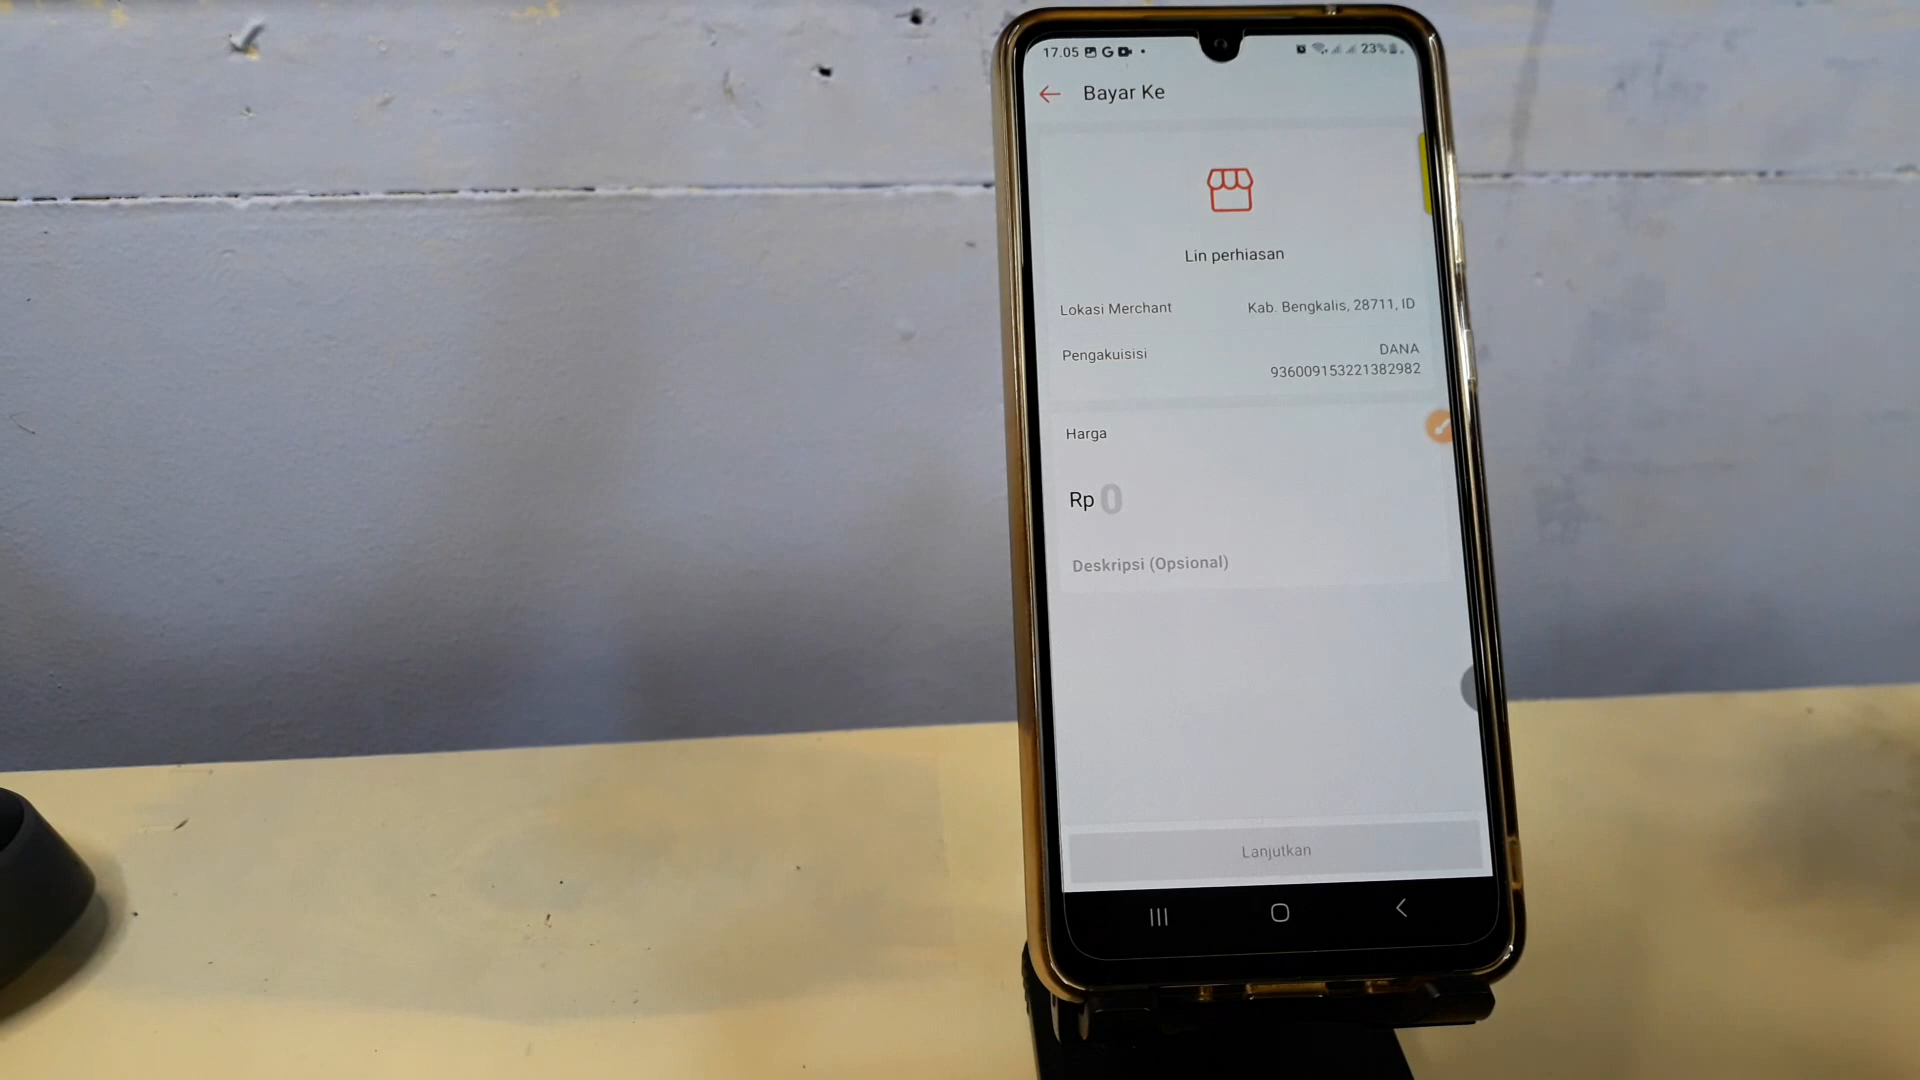 17.05 G 23%
Bayar Ke
Lin perhiasan
Lokasi Merchant Kab. Bengkalis, 28711, ID
Pengakuisisi DANA
936009153221382982
Harga
Rp 0
Deskripsi (Opsional)
Lanjutkan